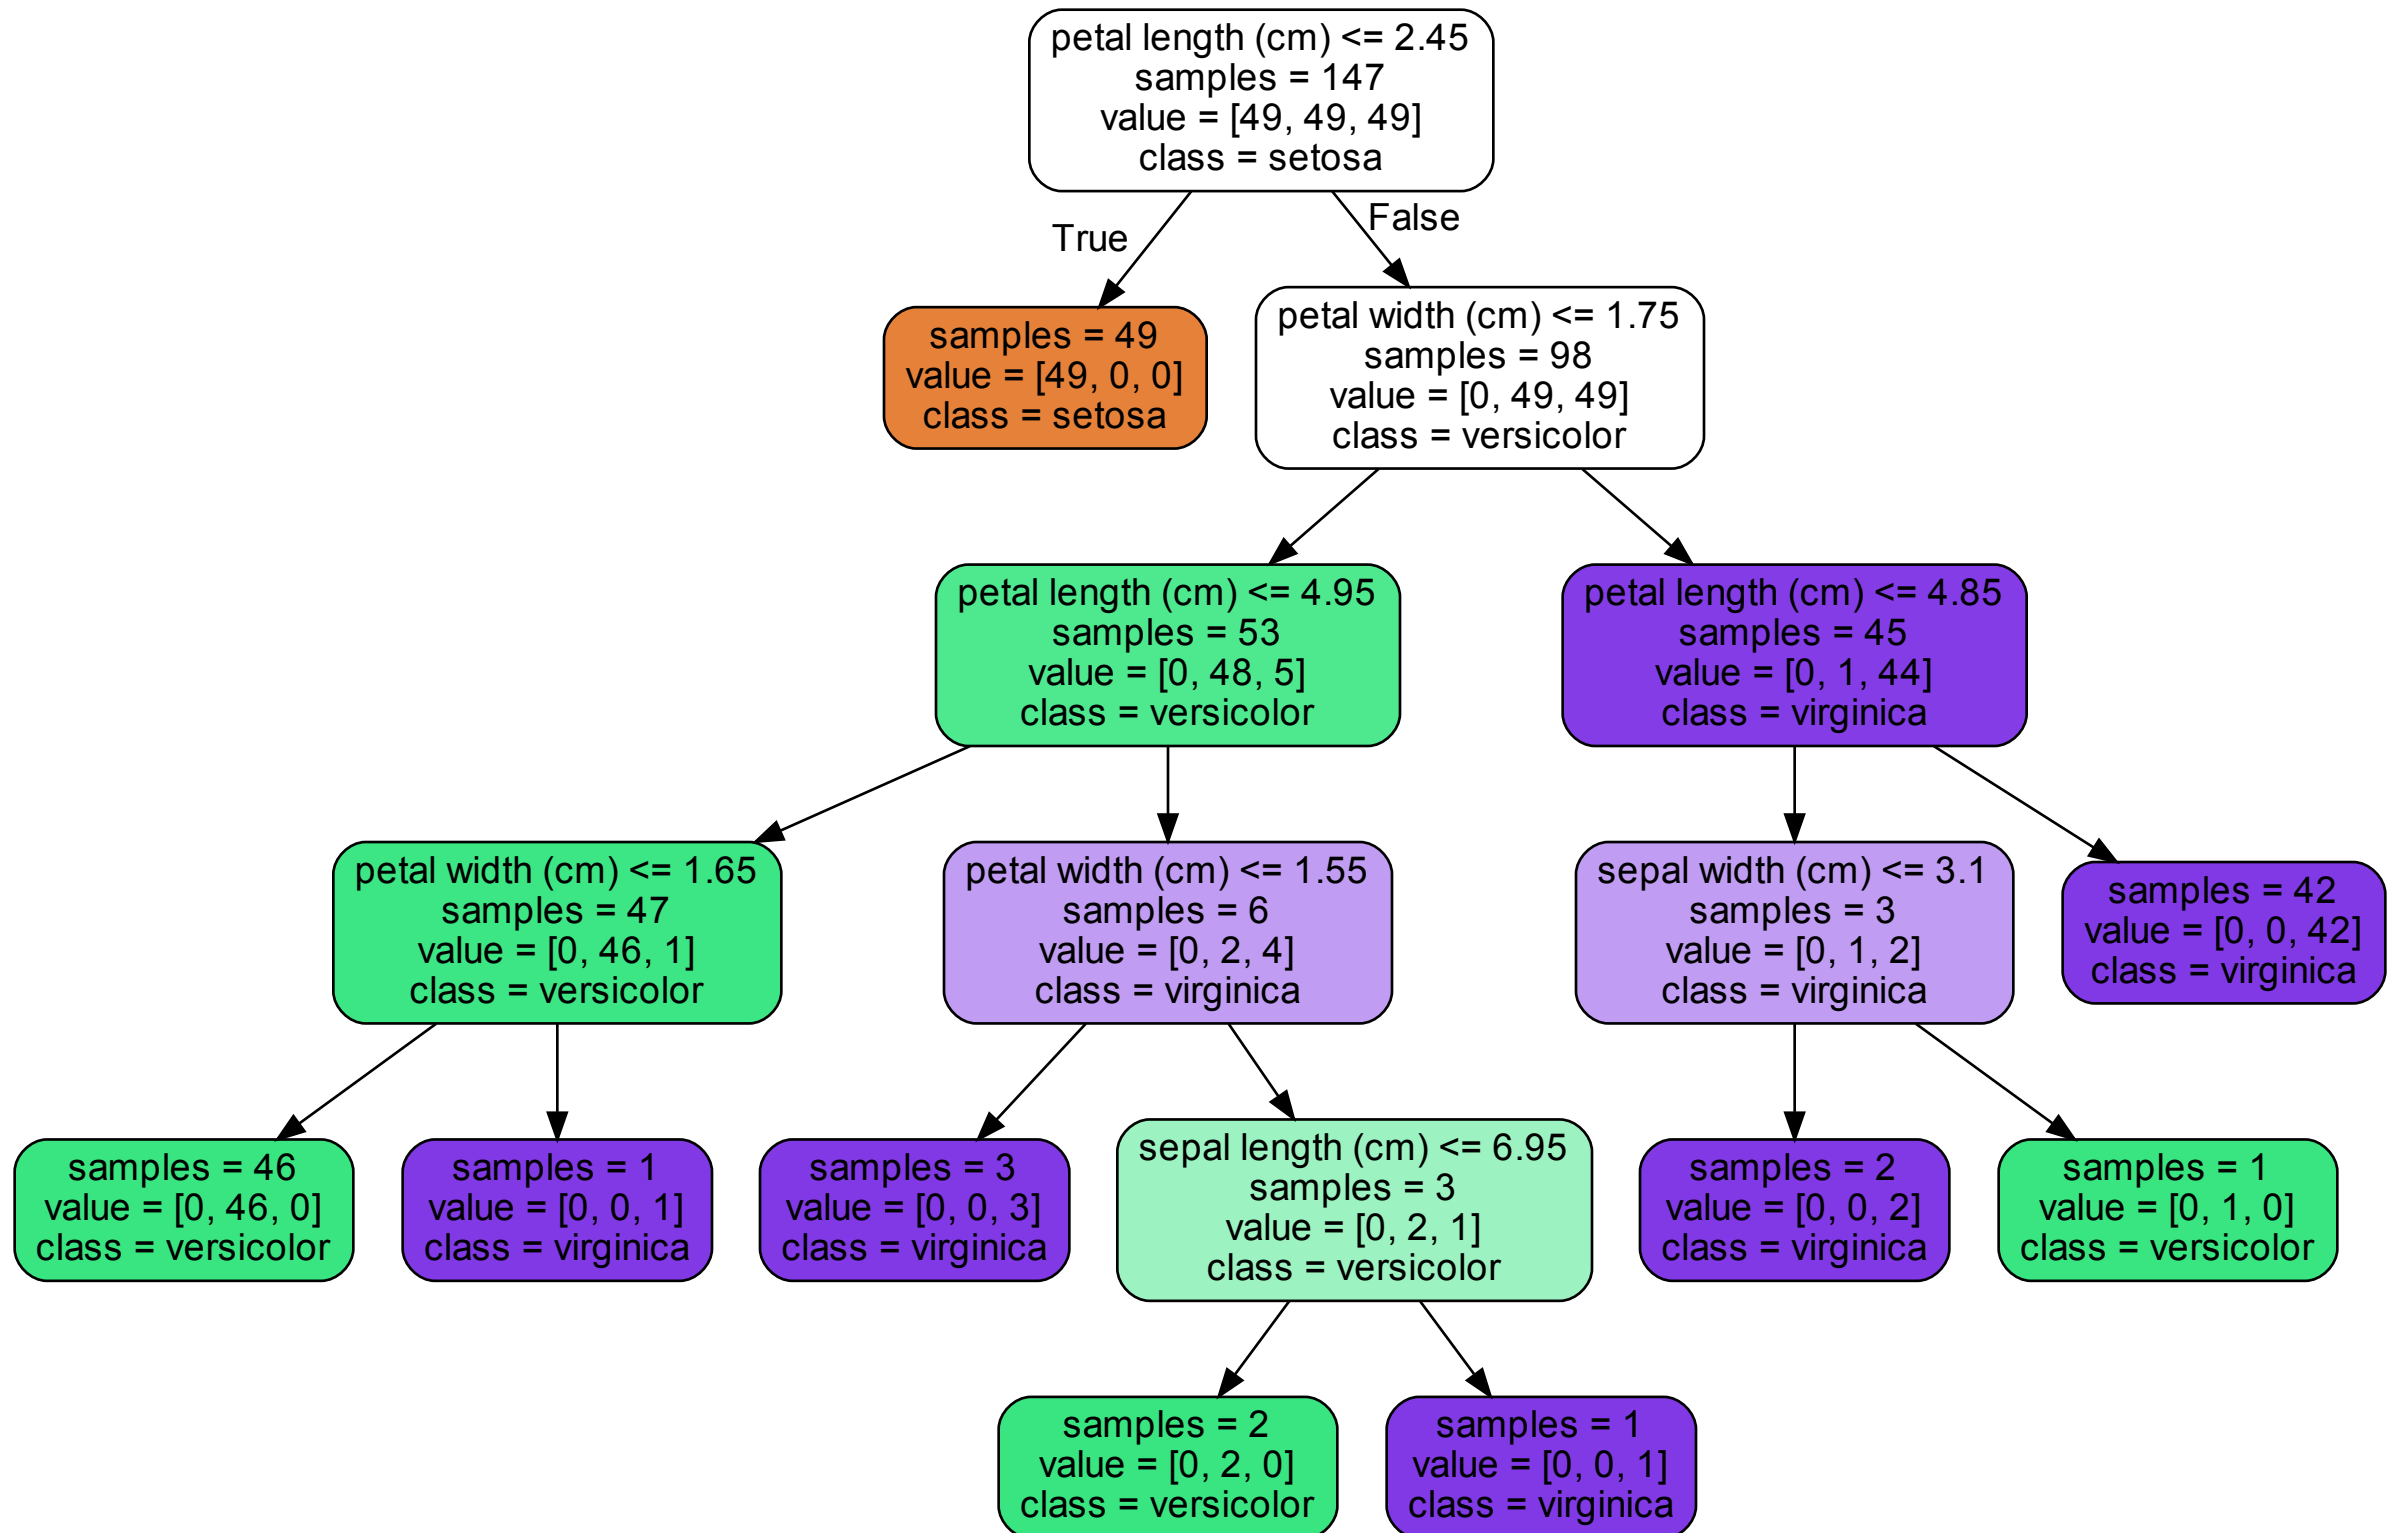 petal length (cm) <= 2.45
samples = 147
value = [49, 49, 49]
class = setosa
True
False
samples = 49
value = [49, 0, 0]
class = setosa
petal width (cm) <= 1.75
samples = 98
value = [0, 49, 49]
class = versicolor
petal length (cm) <= 4.95
samples = 53
value = [0, 48, 5]
class = versicolor
petal length (cm) <= 4.85
samples = 45
value = [0, 1, 44]
class = virginica
petal width (cm) <= 1.65
samples = 47
value = [0, 46, 1]
class = versicolor
petal width (cm) <= 1.55
samples = 6
value = [0, 2, 4]
class = virginica
sepal width (cm) <= 3.1
samples = 3
value = [0, 1, 2]
class = virginica
samples = 42
value = [0, 0, 42]
class = virginica
samples = 46
value = [0, 46, 0]
class = versicolor
samples = 1
value = [0, 0, 1]
class = virginica
samples = 3
value = [0, 0, 3]
class = virginica
sepal length (cm) <= 6.95
samples = 3
value = [0, 2, 1]
class = versicolor
samples = 2
value = [0, 0, 2]
class = virginica
samples = 1
value = [0, 1, 0]
class = versicolor
samples = 2
value = [0, 2, 0]
class = versicolor
samples = 1
value = [0, 0, 1]
class = virginica